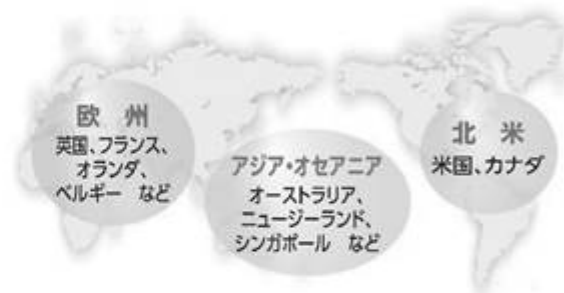 欧 州
英国、フランス、
オランダ、
ベルギー など
アジア・オセアニア
オーストラリア、
ニュージーランド、
シンガポール など
北 米
米国、カナダ